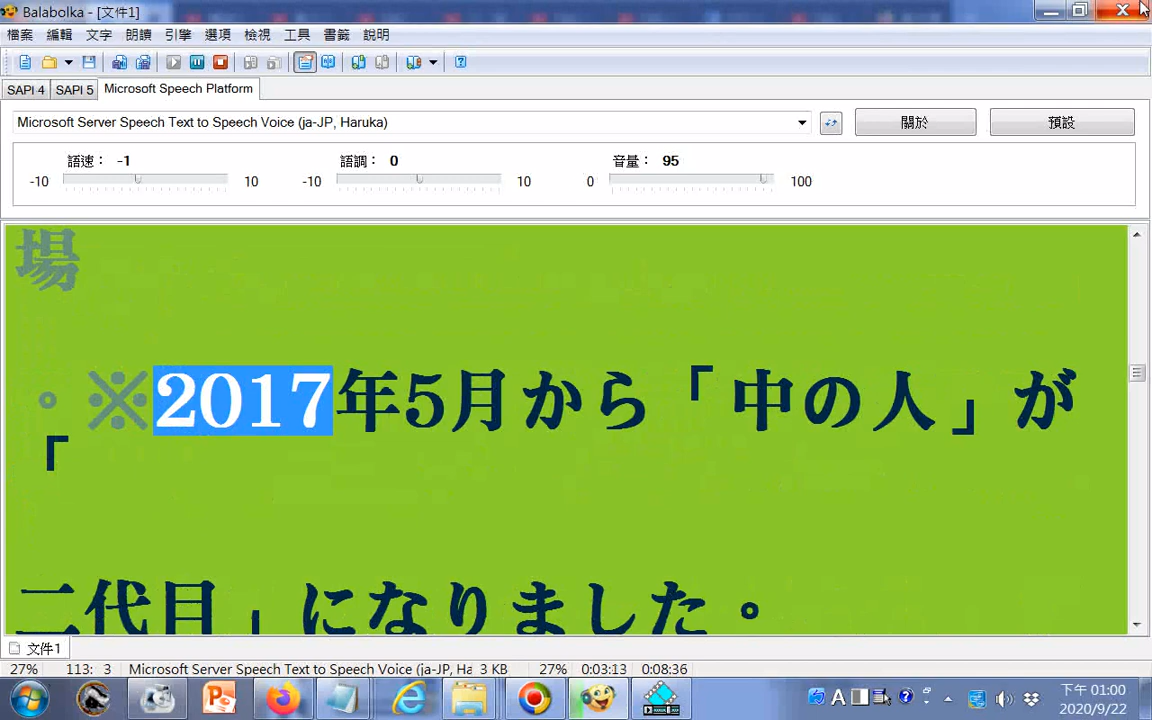 Balabolka - [文件1]
檔案 編輯 文字 朗讀 引擎 選項 檢視 工具 書籤 說明
SAPI 4 SAPI 5 Microsoft Speech Platform
Microsoft Server Speech Text to Speech Voice (ja-JP, Haruka) 關於 預設
語速： -1 語調： 0 音量： 95
-10 10 -10 10 0 100
場
。※2017年5月から「中の人」が
「
二代目」になりました。
文件1
27% 113: 3 Microsoft Server Speech Text to Speech Voice (ja-JP, Ha 3 KB 27% 0:03:13 0:08:36
A 下午 01:00
2020/9/22